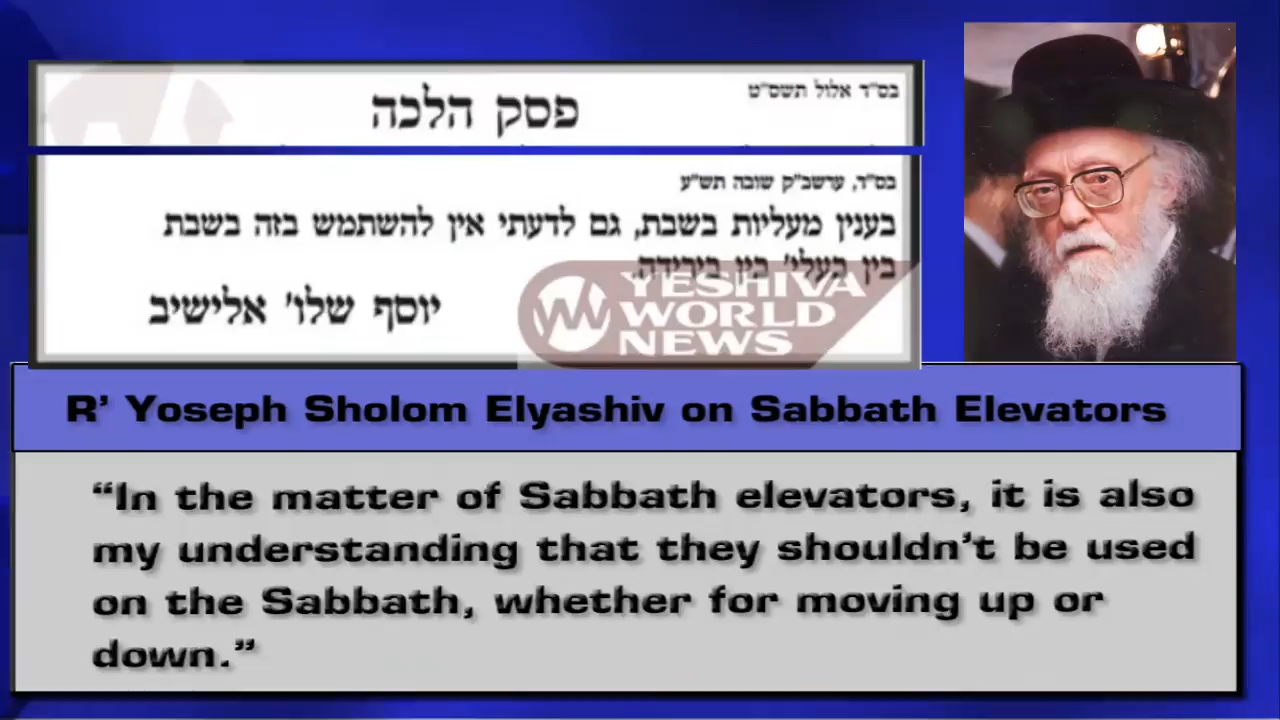 בס"ד אלול תשס"ט
פסק הלכה
בס"ד, ערשב"ק שובה תש"ע
בענין מעליות בשבת, גם לדעתי אין להשתמש בזה בשבת
בין בעלי' בין בירידה
יוסף שלו' אלישיב
YESHIVA
WORLD
NEWS
R' Yoseph Sholom Elyashiv on Sabbath Elevators
“In the matter of Sabbath elevators, it is also
my understanding that they shouldn’t be used
on the Sabbath, whether for moving up or
down.”